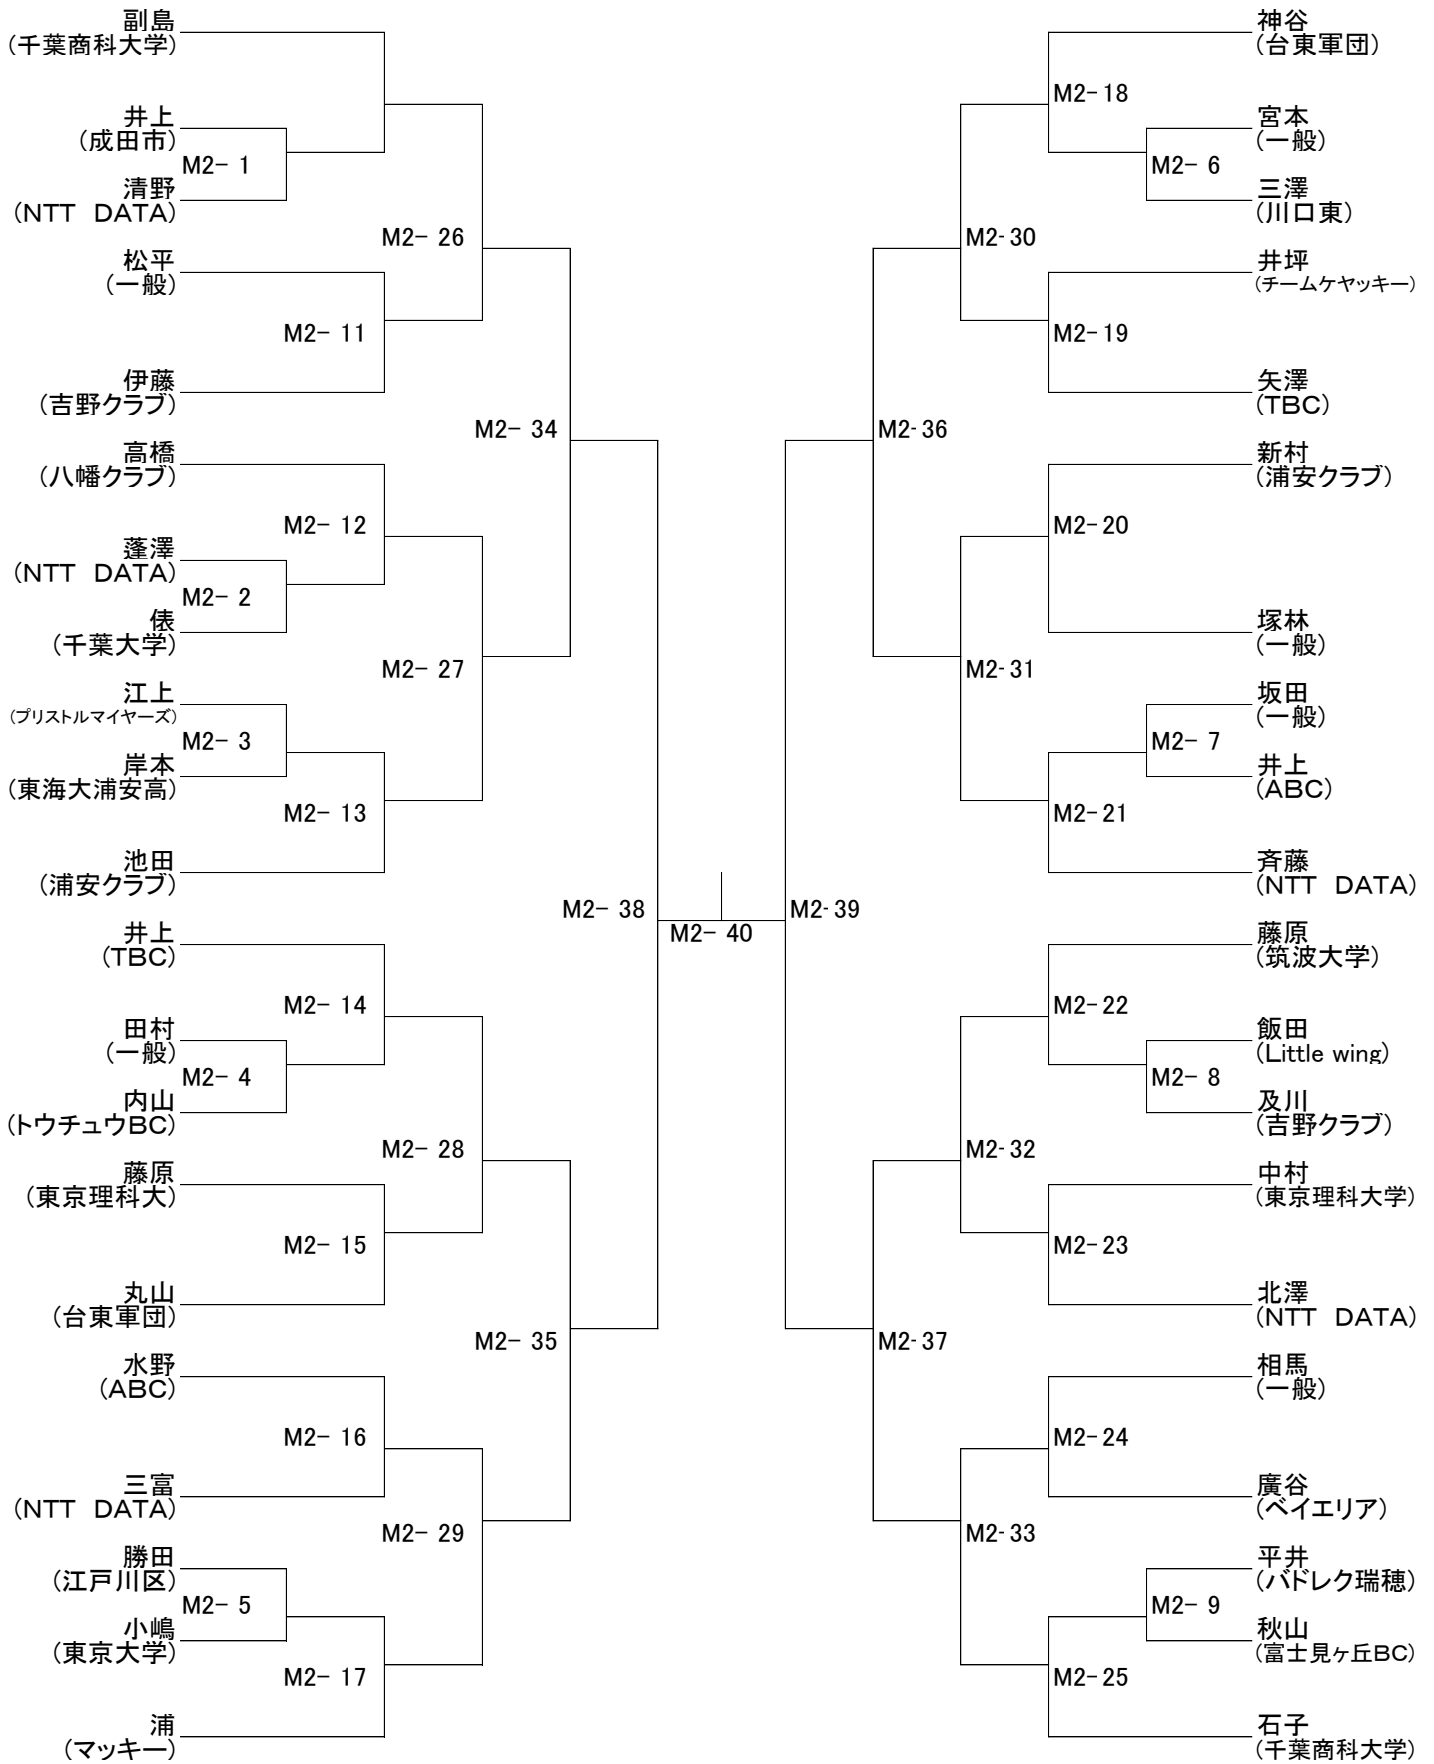 副島
(千葉商科大学)
井上
(成田市)
M2− 1
清野
(NTT　DATA)
M2− 26
松平
(一般)
M2− 11
伊藤
(吉野クラブ)
M2− 34
高橋
(八幡クラブ)
M2− 12
蓬澤
(NTT　DATA)
M2− 2
俵
(千葉大学)
M2− 27
江上
(プリストルマイヤーズ)
M2− 3
岸本
(東海大浦安高)
M2− 13
池田
(浦安クラブ)
M2− 38
M2− 40
井上
(TBC)
M2− 14
田村
(一般)
M2− 4
内山
(トウチュウBC)
M2− 28
藤原
(東京理科大)
M2− 15
丸山
(台東軍団)
M2− 35
水野
(ABC)
M2− 16
三富
(NTT　DATA)
M2− 29
勝田
(江戸川区)
M2− 5
小嶋
(東京大学)
M2− 17
浦
(マッキー)
神谷
(台東軍団)
M2-18
宮本
(一般)
M2− 6
三澤
(川口東)
M2-30
井坪
(チームケヤッキー)
M2-19
矢澤
(TBC)
M2-36
新村
(浦安クラブ)
M2-20
塚林
(一般)
M2-31
坂田
(一般)
M2− 7
井上
(ABC)
M2-21
斉藤
(NTT　DATA)
M2-39
藤原
(筑波大学)
M2-22
飯田
(Little wing)
M2− 8
及川
(吉野クラブ)
M2-32
中村
(東京理科大学)
M2-23
北澤
(NTT　DATA)
M2-37
相馬
(一般)
M2-24
廣谷
(ベイエリア)
M2-33
平井
(バドレク瑞穂)
M2− 9
秋山
(富士見ヶ丘BC)
M2-25
石子
(千葉商科大学)